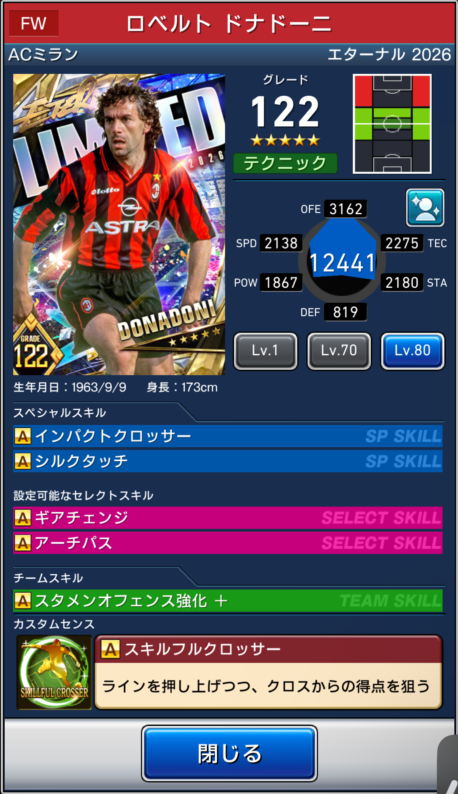 FW ロベルト ドナドーニ
ACミラン エターナル 2026
LIMITED
2026
lotto
OPEL
ASTRA
DONADONI
GRADE
122
グレード
122
テクニック
OFE 3162
SPD 2138 2275 TEC
12441
POW 1867 2180 STA
DEF 819
Lv.1 Lv.70 Lv.80
生年月日:1963/9/9 身長:173cm
スペシャルスキル
A インパクトクロッサー SP SKILL
A シルクタッチ SP SKILL
設定可能なセレクトスキル
A ギアチェンジ SELECT SKILL
A アーチパス SELECT SKILL
チームスキル
A スタメンオフェンス強化 + TEAM SKILL
カスタムセンス
SKILLFUL CROSSER
A スキルフルクロッサー
ラインを押し上げつつ、クロスからの得点を狙う
閉じる